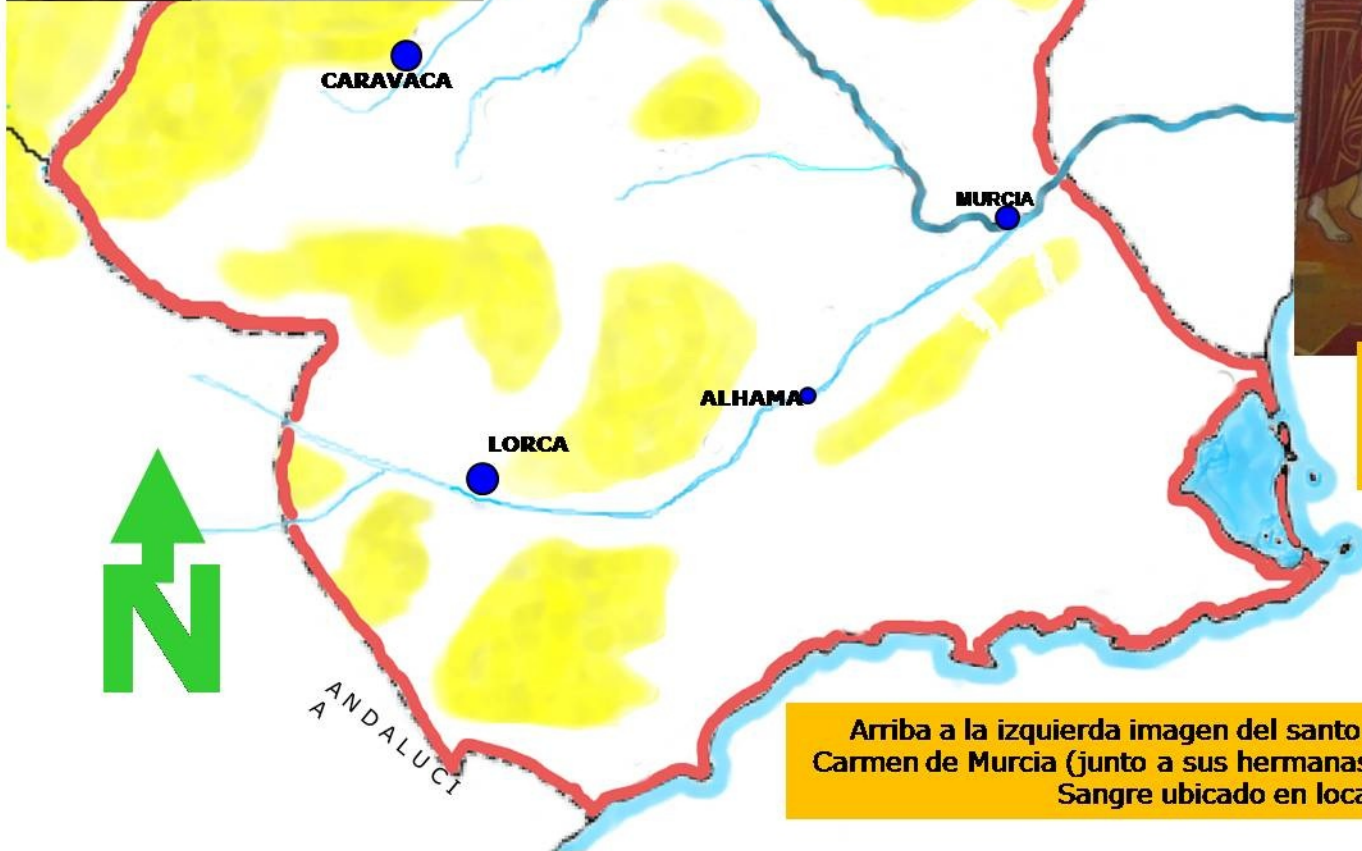 CARAVACA
MURCIA
ALHAMA
LORCA
N
ANDALUCI
A
Arriba a la izquierda imagen del santo
Carmen de Murcia (junto a sus hermanas
Sangre ubicado en loca